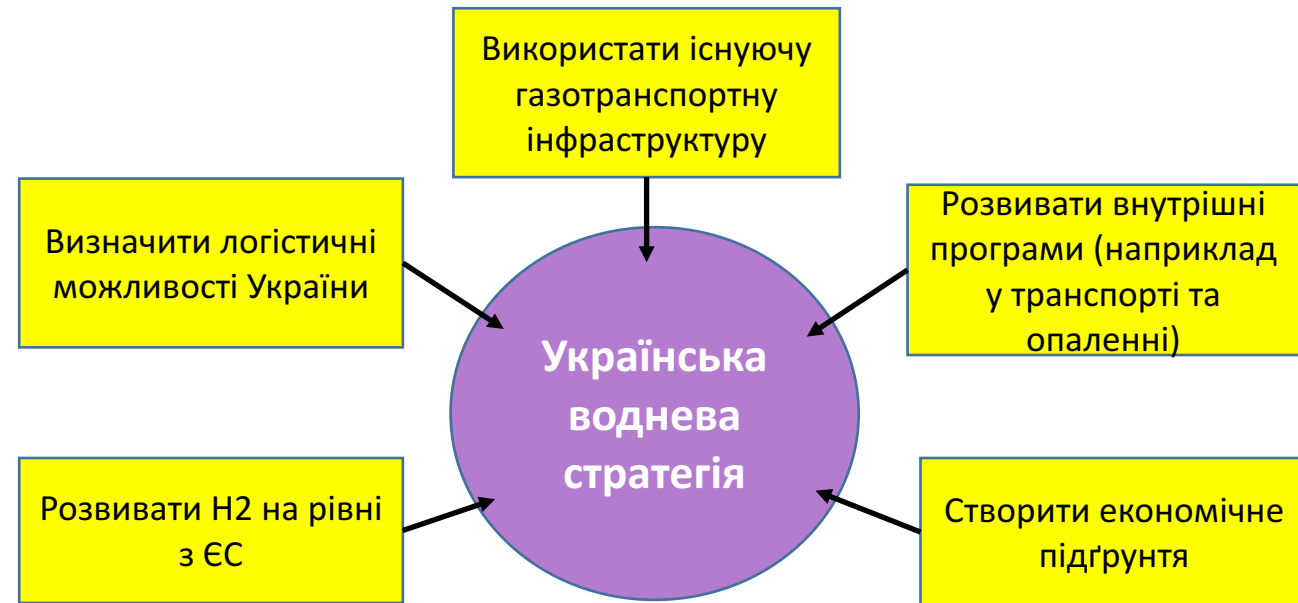 Використати існуючу
газотранспортну
інфраструктуру
Визначити логістичні
можливості України
Розвивати внутрішні
програми (наприклад
у транспорті та
опаленні)
Українська
воднева
стратегія
Розвивати Н2 на рівні
з ЄС
Створити економічне
підґрунтя